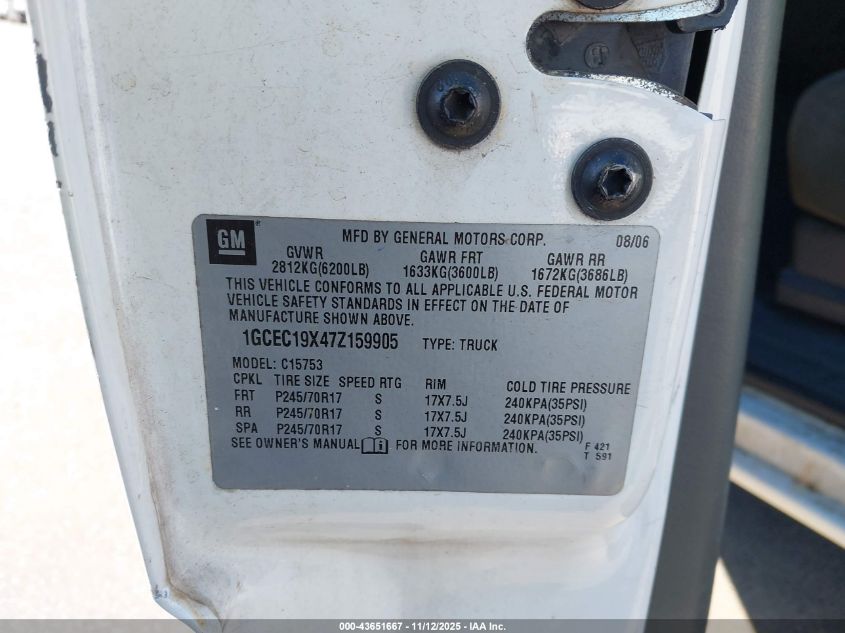 GM ®
MFD BY GENERAL MOTORS CORP. 08/06
GVWR GAWR FRT GAWR RR
2812KG(6200LB) 1633KG(3600LB) 1672KG(3686LB)
THIS VEHICLE CONFORMS TO ALL APPLICABLE U.S. FEDERAL MOTOR
VEHICLE SAFETY STANDARDS IN EFFECT ON THE DATE OF
MANUFACTURE SHOWN ABOVE.
1GCEC19X47Z159905 TYPE: TRUCK
MODEL: C15753
CPKL TIRE SIZE SPEED RTG RIM COLD TIRE PRESSURE
FRT P245/70R17 S 17X7.5J 240KPA(35PSI)
RR P245/70R17 S 17X7.5J 240KPA(35PSI)
SPA P245/70R17 S 17X7.5J 240KPA(35PSI)
SEE OWNER'S MANUAL FOR MORE INFORMATION.
F 421
T 591
000-43651667 - 11/12/2025 - IAA Inc.